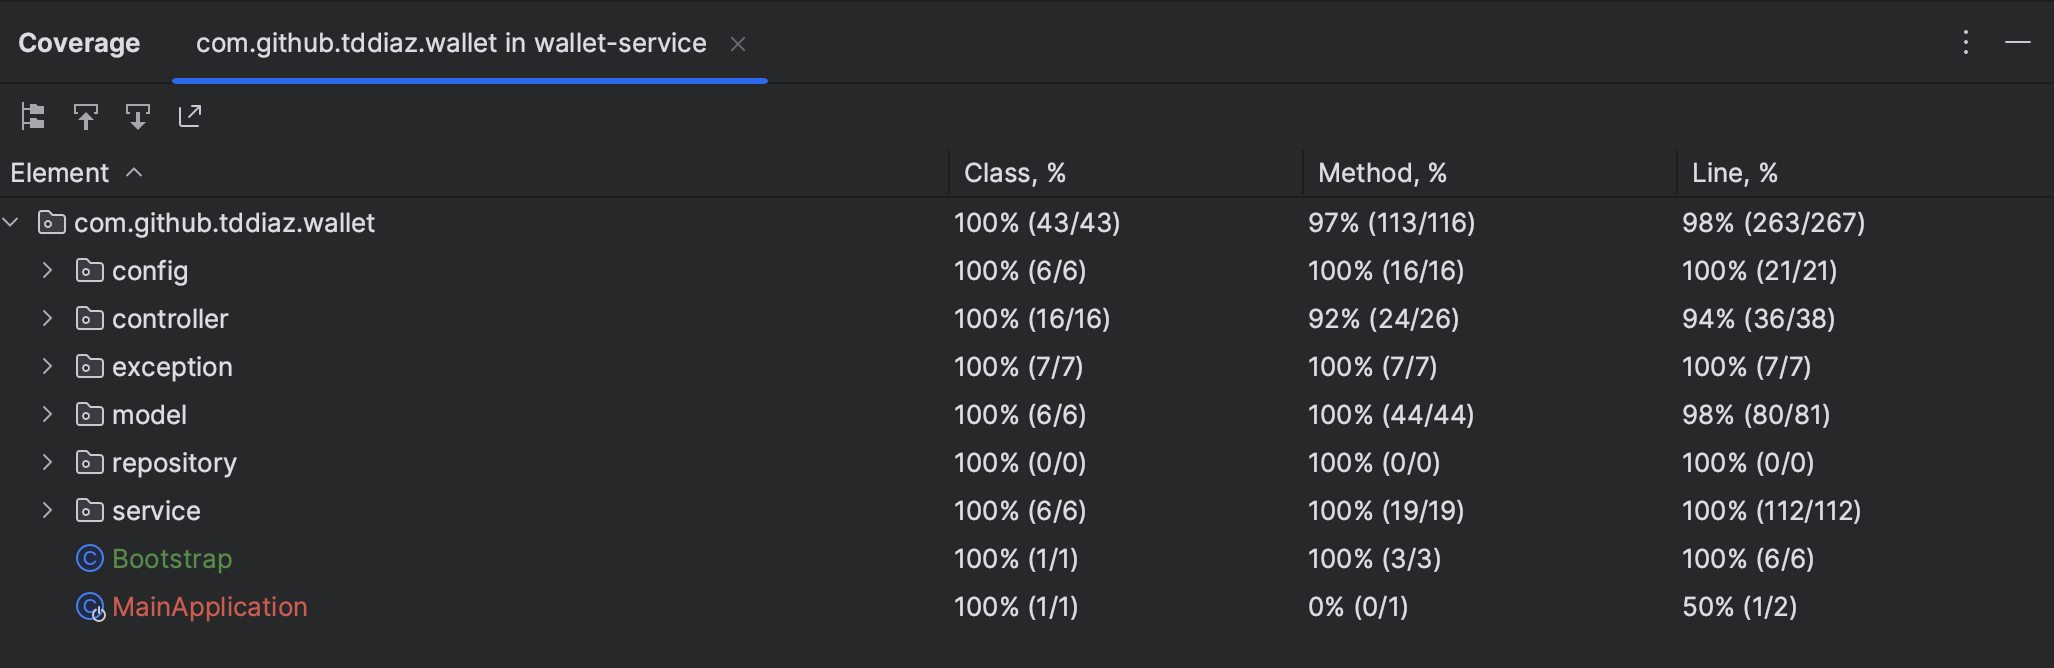 Coverage com.github.tddiaz.wallet in wallet-service
Element Class, % Method, % Line, %
com.github.tddiaz.wallet 100% (43/43) 97% (113/116) 98% (263/267)
config 100% (6/6) 100% (16/16) 100% (21/21)
controller 100% (16/16) 92% (24/26) 94% (36/38)
exception 100% (7/7) 100% (7/7) 100% (7/7)
model 100% (6/6) 100% (44/44) 98% (80/81)
repository 100% (0/0) 100% (0/0) 100% (0/0)
service 100% (6/6) 100% (19/19) 100% (112/112)
Bootstrap 100% (1/1) 100% (3/3) 100% (6/6)
MainApplication 100% (1/1) 0% (0/1) 50% (1/2)